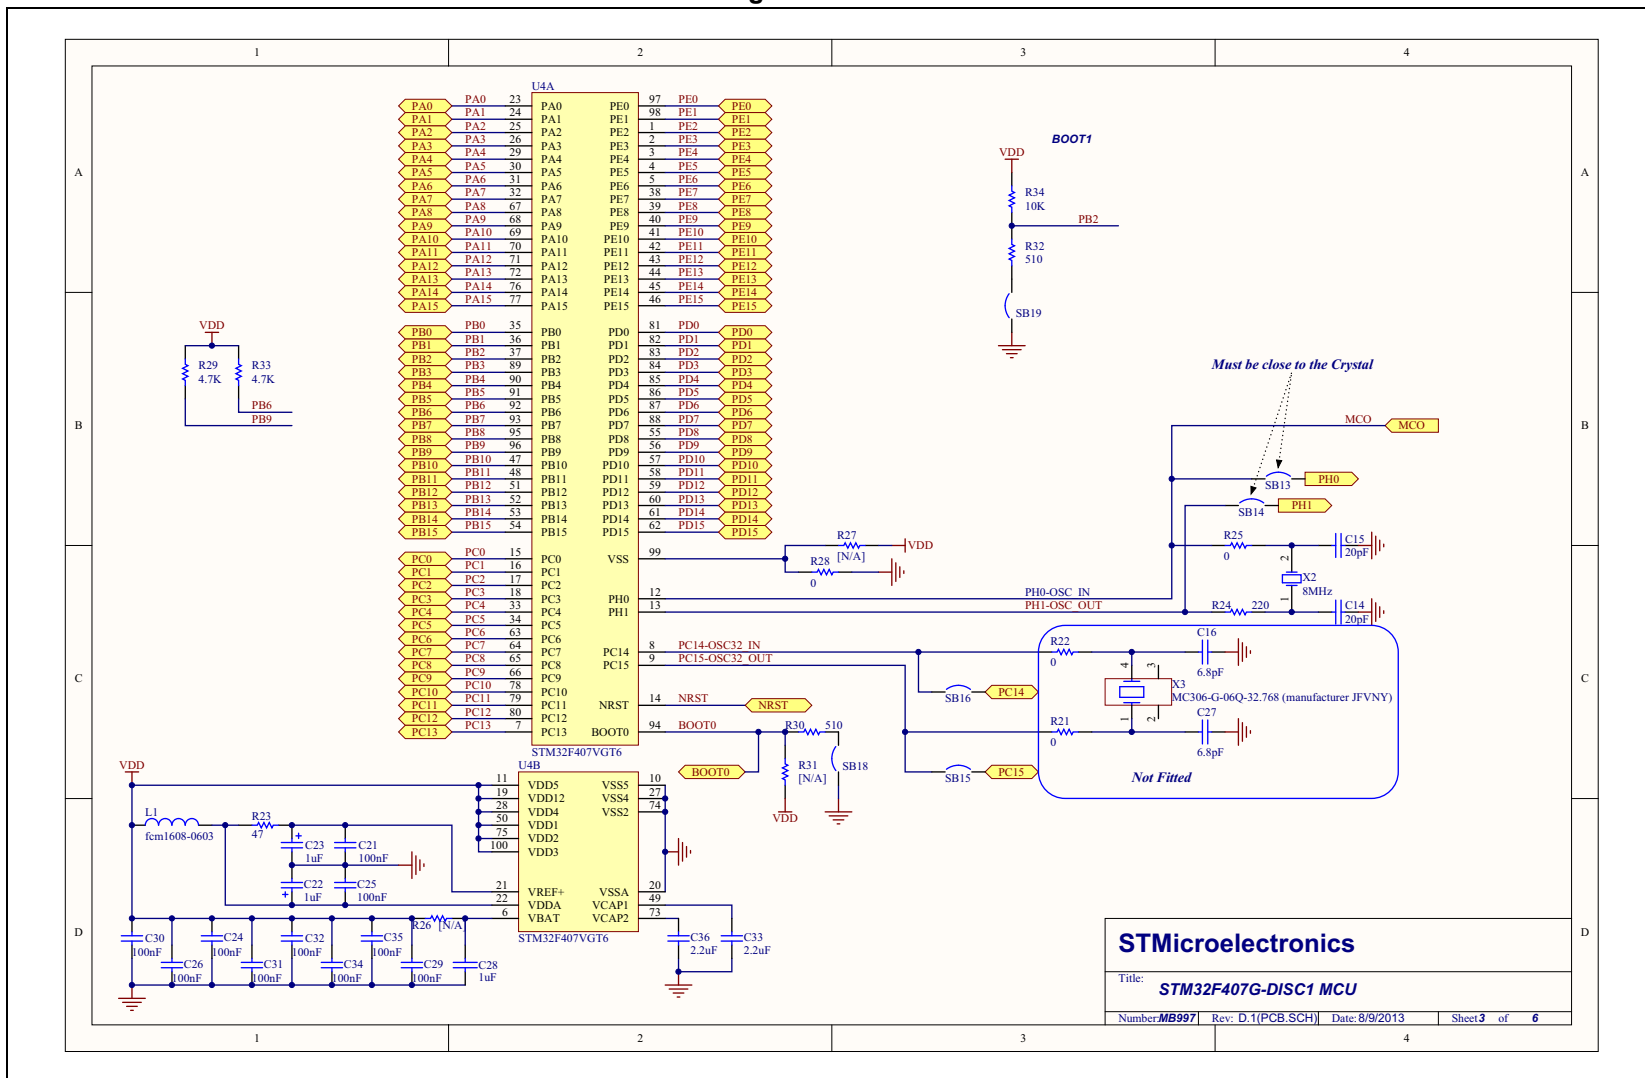 1 2 3 4
U4A
PA0 PA0 23 PA0 PE0 97 PE0 PE0
PA1 PA1 24 PA1 PE1 98 PE1 PE1
PA2 PA2 25 PA2 PE2 1 PE2 PE2
PA3 PA3 26 PA3 PE3 2 PE3 PE3
PA4 PA4 29 PA4 PE4 3 PE4 PE4
PA5 PA5 30 PA5 PE5 4 PE5 PE5
PA6 PA6 31 PA6 PE6 5 PE6 PE6
PA7 PA7 32 PA7 PE7 38 PE7 PE7
PA8 PA8 67 PA8 PE8 39 PE8 PE8
PA9 PA9 68 PA9 PE9 40 PE9 PE9
PA10 PA10 69 PA10 PE10 41 PE10 PE10
PA11 PA11 70 PA11 PE11 42 PE11 PE11
PA12 PA12 71 PA12 PE12 43 PE12 PE12
PA13 PA13 72 PA13 PE13 44 PE13 PE13
PA14 PA14 76 PA14 PE14 45 PE14 PE14
PA15 PA15 77 PA15 PE15 46 PE15 PE15
A A
BOOT1
VDD
R34
10K
PB2
R32
510
SB19
PB0 PB0 35 PB0 PD0 81 PD0 PD0
PB1 PB1 36 PB1 PD1 82 PD1 PD1
PB2 PB2 37 PB2 PD2 83 PD2 PD2
PB3 PB3 89 PB3 PD3 84 PD3 PD3
PB4 PB4 90 PB4 PD4 85 PD4 PD4
PB5 PB5 91 PB5 PD5 86 PD5 PD5
PB6 PB6 92 PB6 PD6 87 PD6 PD6
PB7 PB7 93 PB7 PD7 88 PD7 PD7
PB8 PB8 95 PB8 PD8 55 PD8 PD8
PB9 PB9 96 PB9 PD9 56 PD9 PD9
PB10 PB10 47 PB10 PD10 57 PD10 PD10
PB11 PB11 48 PB11 PD11 58 PD11 PD11
PB12 PB12 51 PB12 PD12 59 PD12 PD12
PB13 PB13 52 PB13 PD13 60 PD13 PD13
PB14 PB14 53 PB14 PD14 61 PD14 PD14
PB15 PB15 54 PB15 PD15 62 PD15 PD15
VDD
R29 R33
4.7K 4.7K
PB6
PB9
B B
Must be close to the Crystal
MCO MCO
SB13 PH0
SB14 PH1
R25
0
C15
20pF
2
X2
8MHz
1
R24 220
C14
20pF
PC0 PC0 15 PC0 VSS 99
PC1 PC1 16 PC1
PC2 PC2 17 PC2
PC3 PC3 18 PC3 PH0 12 PH0-OSC_IN
PC4 PC4 33 PC4 PH1 13 PH1-OSC_OUT
PC5 PC5 34 PC5
PC6 PC6 63 PC6
PC7 PC7 64 PC7 PC14 8 PC14-OSC32_IN
PC8 PC8 65 PC8 PC15 9 PC15-OSC32_OUT
PC9 PC9 66 PC9
PC10 PC10 78 PC10
PC11 PC11 79 PC11 NRST 14 NRST NRST
PC12 PC12 80 PC12
PC13 PC13 7 PC13 BOOT0 94 BOOT0
STM32F407VGT6
R27
[N/A]
VDD
R28
0
C C
R22
0
C16
6.8pF
4 3
X3
MC306-G-06Q-32.768 (manufacturer JFVNY)
1 2
R21
0
C27
6.8pF
Not Fitted
SB16 PC14
SB15 PC15
R30 510
BOOT0
R31
[N/A]
SB18
VDD
U4B
11 VDD5 VSS5 10
19 VDD12 VSS4 27
28 VDD4 VSS2 74
50 VDD1
75 VDD2
100 VDD3
21 VREF+ VSSA 20
22 VDDA VCAP1 49
6 VBAT VCAP2 73
STM32F407VGT6
VDD
L1
fcm1608-0603
R23
47
+
C23
1uF
C21
100nF
C22
+
1uF
C25
100nF
R26 [N/A]
D D
C30
100nF
C24
100nF
C32
100nF
C35
100nF
C26
100nF
C31
100nF
C34
100nF
C29
100nF
C28
1uF
C36
2.2uF
C33
2.2uF
STMicroelectronics
Title:
STM32F407G-DISC1 MCU
Number:MB997 Rev: D.1(PCB.SCH) Date:8/9/2013 Sheet 3 of 6
1 2 3 4